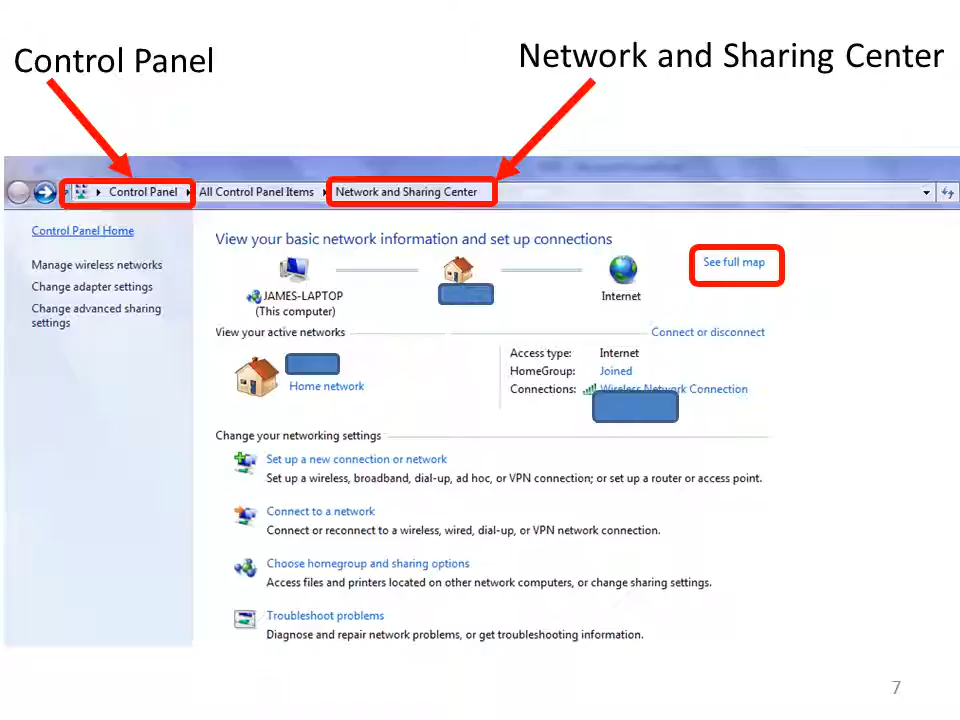 Control Panel
Network and Sharing Center
Control Panel
All Control Panel Items
Network and Sharing Center
Control Panel Home
Manage wireless networks
Change adapter settings
Change advanced sharing
settings
View your basic network information and set up connections
See full map
JAMES-LAPTOP
(This computer)
Internet
View your active networks
Connect or disconnect
Home network
Access type: Internet
HomeGroup: Joined
Connections: Wireless Network Connection
Change your networking settings
Set up a new connection or network
Set up a wireless, broadband, dial-up, ad hoc, or VPN connection; or set up a router or access point.
Connect to a network
Connect or reconnect to a wireless, wired, dial-up, or VPN network connection.
Choose homegroup and sharing options
Access files and printers located on other network computers, or change sharing settings.
Troubleshoot problems
Diagnose and repair network problems, or get troubleshooting information.
7